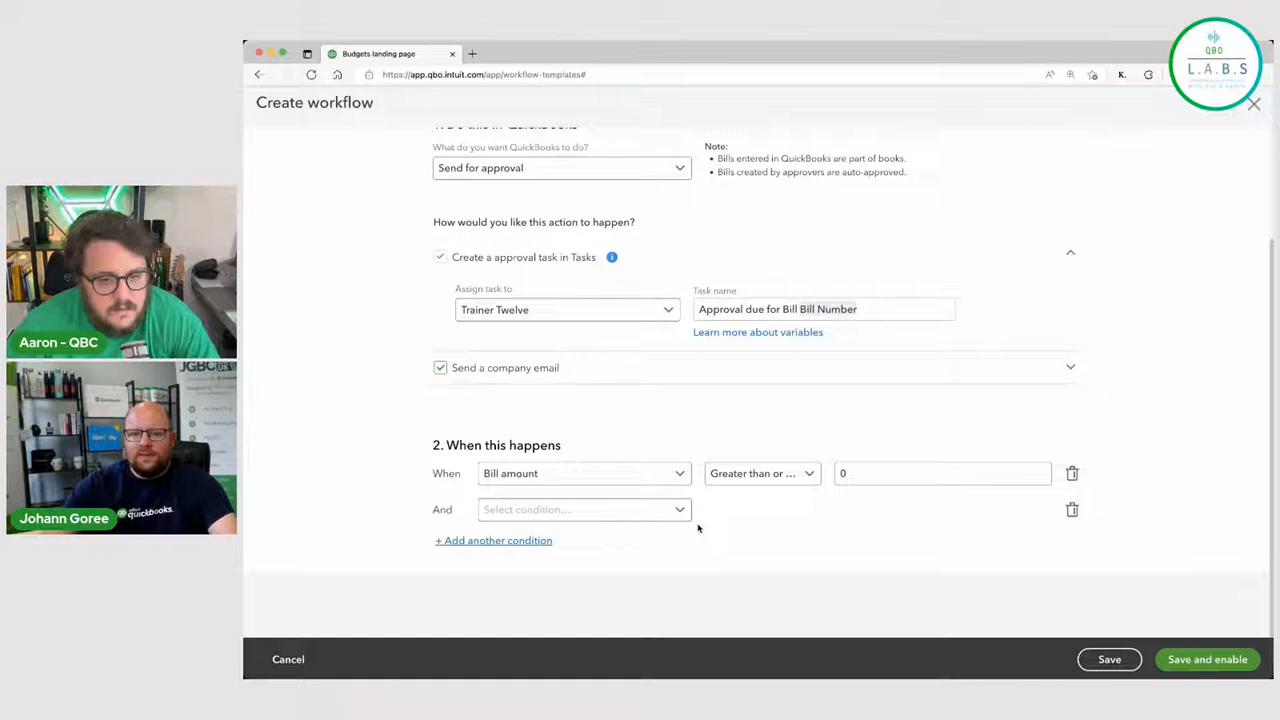 Budgets landing page
https://app.qbo.intuit.com/app/workflow-templates#
K.
QBO
L.A.B.S
Create workflow
What do you want QuickBooks to do?
Send for approval
Note:
• Bills entered in QuickBooks are part of books.
• Bills created by approvers are auto-approved.
How would you like this action to happen?
Create a approval task in Tasks
Assign task to
Trainer Twelve
Task name
Approval due for Bill Bill Number
Learn more about variables
Send a company email
2. When this happens
When
Bill amount
Greater than or ...
0
And
Select condition...
+ Add another condition
Cancel
Save
Save and enable
Aaron - QBC
JGBC
quickbooks.
Johann Goree